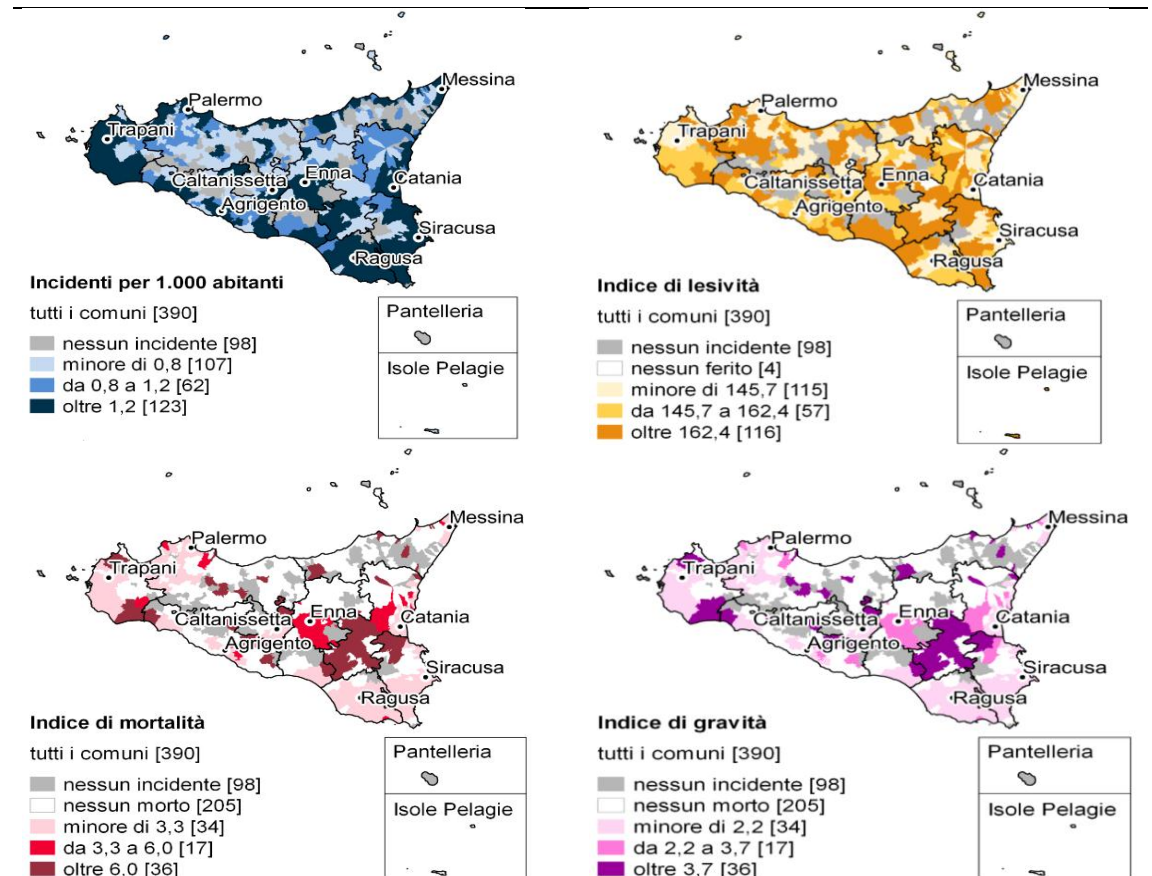 Messina
Palermo
Trapani
Enna
Caltanissetta
Catania
Agrigento
Siracusa
Ragusa
Incidenti per 1.000 abitanti
tutti i comuni [390]
nessun incidente [98]
minore di 0,8 [107]
da 0,8 a 1,2 [62]
oltre 1,2 [123]
Pantelleria
Isole Pelagie
Messina
Palermo
Trapani
Enna
Caltanissetta
Catania
Agrigento
Siracusa
Ragusa
Indice di lesività
tutti i comuni [390]
nessun incidente [98]
nessun ferito [4]
minore di 145,7 [115]
da 145,7 a 162,4 [57]
oltre 162,4 [116]
Pantelleria
Isole Pelagie
Messina
Palermo
Trapani
Enna
Caltanissetta
Catania
Agrigento
Siracusa
Ragusa
Indice di mortalità
tutti i comuni [390]
nessun incidente [98]
nessun morto [205]
minore di 3,3 [34]
da 3,3 a 6,0 [17]
oltre 6,0 [36]
Pantelleria
Isole Pelagie
Messina
Palermo
Trapani
Enna
Caltanissetta
Catania
Agrigento
Siracusa
Ragusa
Indice di gravità
tutti i comuni [390]
nessun incidente [98]
nessun morto [205]
minore di 2,2 [34]
da 2,2 a 3,7 [17]
oltre 3,7 [36]
Pantelleria
Isole Pelagie